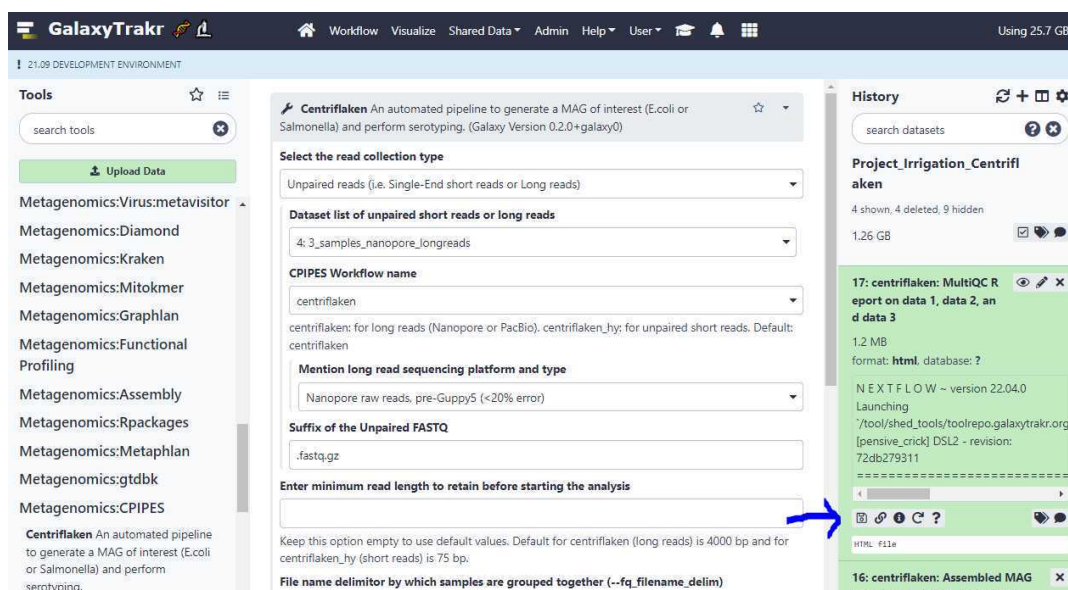 GalaxyTrakr
Workflow Visualize Shared Data Admin Help User
Using 25.7 GB
! 21.09 DEVELOPMENT ENVIRONMENT
Tools
search tools
Upload Data
Metagenomics:Virus:metavisitor
Metagenomics:Diamond
Metagenomics:Kraken
Metagenomics:Mitokmer
Metagenomics:Graphlan
Metagenomics:Functional
Profiling
Metagenomics:Assembly
Metagenomics:Rpackages
Metagenomics:Metaphlan
Metagenomics:gtdbk
Metagenomics:CPIPES
Centriflaken An automated pipeline
to generate a MAG of interest (E.coli
or Salmonella) and perform
serotyping.
Centriflaken An automated pipeline to generate a MAG of interest (E.coli or
Salmonella) and perform serotyping. (Galaxy Version 0.2.0+galaxy0)
Select the read collection type
Unpaired reads (i.e. Single-End short reads or Long reads)
Dataset list of unpaired short reads or long reads
4: 3_samples_nanopore_longreads
CPIPES Workflow name
centriflaken
centriflaken: for long reads (Nanopore or PacBio). centriflaken_hy: for unpaired short reads. Default:
centriflaken
Mention long read sequencing platform and type
Nanopore raw reads, pre-Guppy5 (<20% error)
Suffix of the Unpaired FASTQ
.fastq.gz
Enter minimum read length to retain before starting the analysis
Keep this option empty to use default values. Default for centriflaken (long reads) is 4000 bp and for
centriflaken_hy (short reads) is 75 bp.
File name delimitor by which samples are grouped together (--fq_filename_delim)
History
search datasets
Project_Irrigation_Centrifl
aken
4 shown, 4 deleted, 9 hidden
1.26 GB
17: centriflaken: MultiQC R
eport on data 1, data 2, an
d data 3
1.2 MB
format: html, database: ?
N E X T F L O W ~ version 22.04.0
Launching
`/tool/shed_tools/toolrepo.galaxytrakr.org
[pensive_crick] DSL2 - revision:
72db279311
===========================
HTML file
16: centriflaken: Assembled MAG